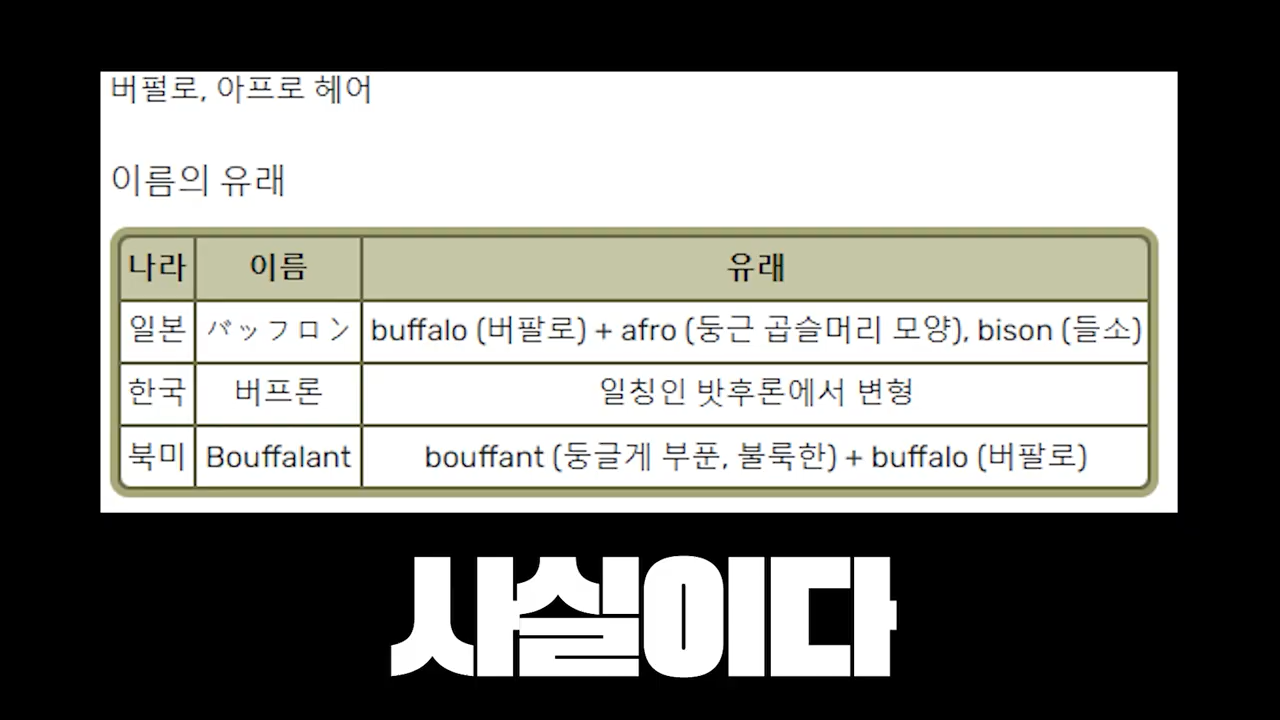 버펄로, 아프로 헤어
이름의 유래
나라 이름 유래
일본 バッフロン buffalo (버팔로) + afro (둥근 곱슬머리 모양), bison (들소)
한국 버프론 일칭인 밧후론에서 변형
북미 Bouffalant bouffant (둥글게 부푼, 불룩한) + buffalo (버팔로)
사실이다